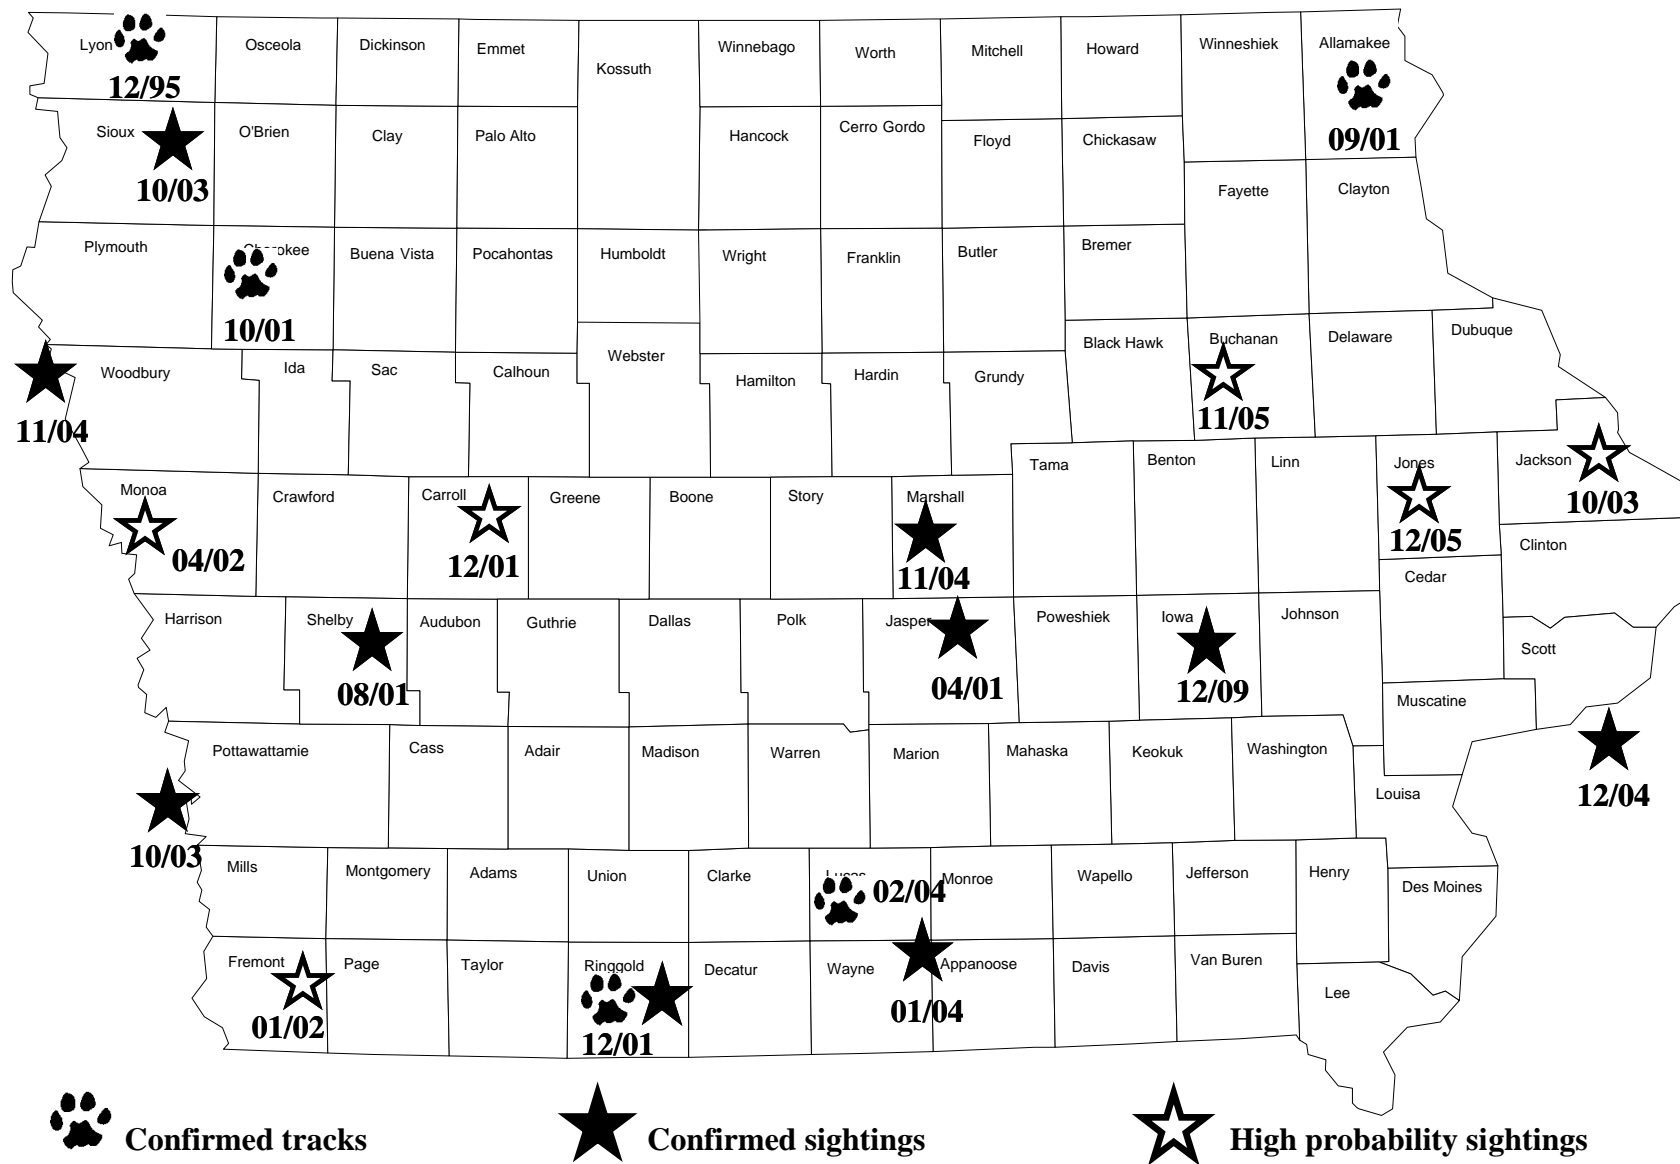 Lyon
Osceola
Dickinson
Emmet
Kossuth
Winnebago
Worth
Mitchell
Howard
Winneshiek
Allamakee
12/95
09/01
Sioux
O'Brien
Clay
Palo Alto
Hancock
Cerro Gordo
Floyd
Chickasaw
10/03
Fayette
Clayton
Plymouth
Cherokee
Buena Vista
Pocahontas
Humboldt
Wright
Franklin
Butler
Bremer
10/01
Woodbury
Ida
Sac
Calhoun
Webster
Hamilton
Hardin
Grundy
Black Hawk
Buchanan
Delaware
Dubuque
11/04
11/05
Monoa
Crawford
Carroll
Greene
Boone
Story
Marshall
Tama
Benton
Linn
Jones
Jackson
04/02
12/01
11/04
12/05
10/03
Clinton
Cedar
Harrison
Shelby
Audubon
Guthrie
Dallas
Polk
Jasper
Poweshiek
Iowa
Johnson
Scott
08/01
04/01
12/09
Muscatine
Pottawattamie
Cass
Adair
Madison
Warren
Marion
Mahaska
Keokuk
Washington
Louisa
12/04
10/03
Mills
Montgomery
Adams
Union
Clarke
Lucas
02/04
Monroe
Wapello
Jefferson
Henry
Des Moines
Fremont
Page
Taylor
Ringgold
Decatur
Wayne
Appanoose
Davis
Van Buren
Lee
01/02
12/01
01/04
Confirmed tracks
Confirmed sightings
High probability sightings